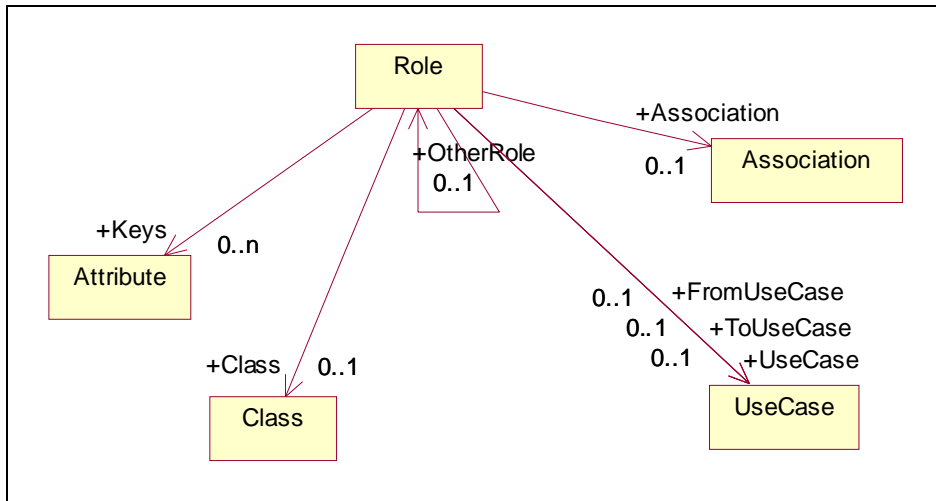 Role
+Association
0..1
Association
+OtherRole
0..1
+Keys
0..n
Attribute
+FromUseCase
0..1
+ToUseCase
0..1
+UseCase
0..1
UseCase
+Class
0..1
Class